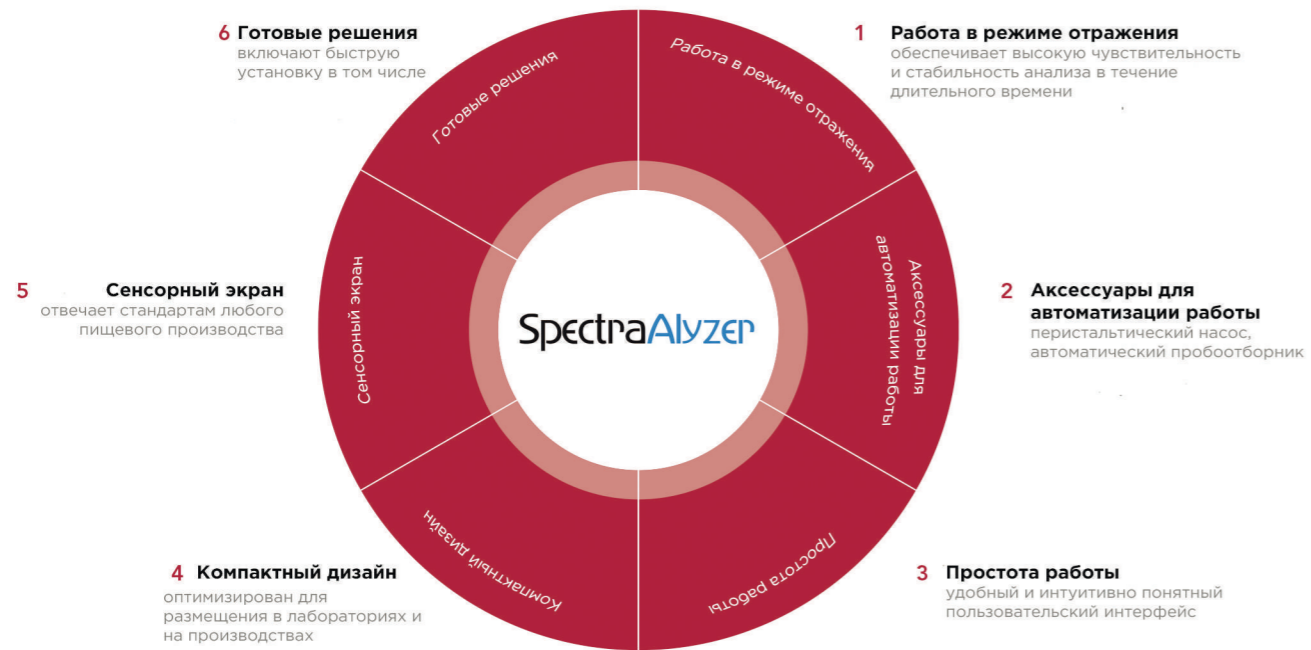 6 Готовые решения
включают быструю
установку в том числе
1 Работа в режиме отражения
обеспечивает высокую чувствительность
и стабильность анализа в течение
длительного времени
Готовые решения
Работа в режиме отражения
5 Сенсорный экран
отвечает стандартам любого
пищевого производства
Сенсорный экран
SpectraAlyzer
Аксессуары для
автоматизации работы
2 Аксессуары для
автоматизации работы
перистальтический насос,
автоматический пробоотборник
Компактный дизайн
Простота работы
4 Компактный дизайн
оптимизирован для
размещения в лабораториях и
на производствах
3 Простота работы
удобный и интуитивно понятный
пользовательский интерфейс